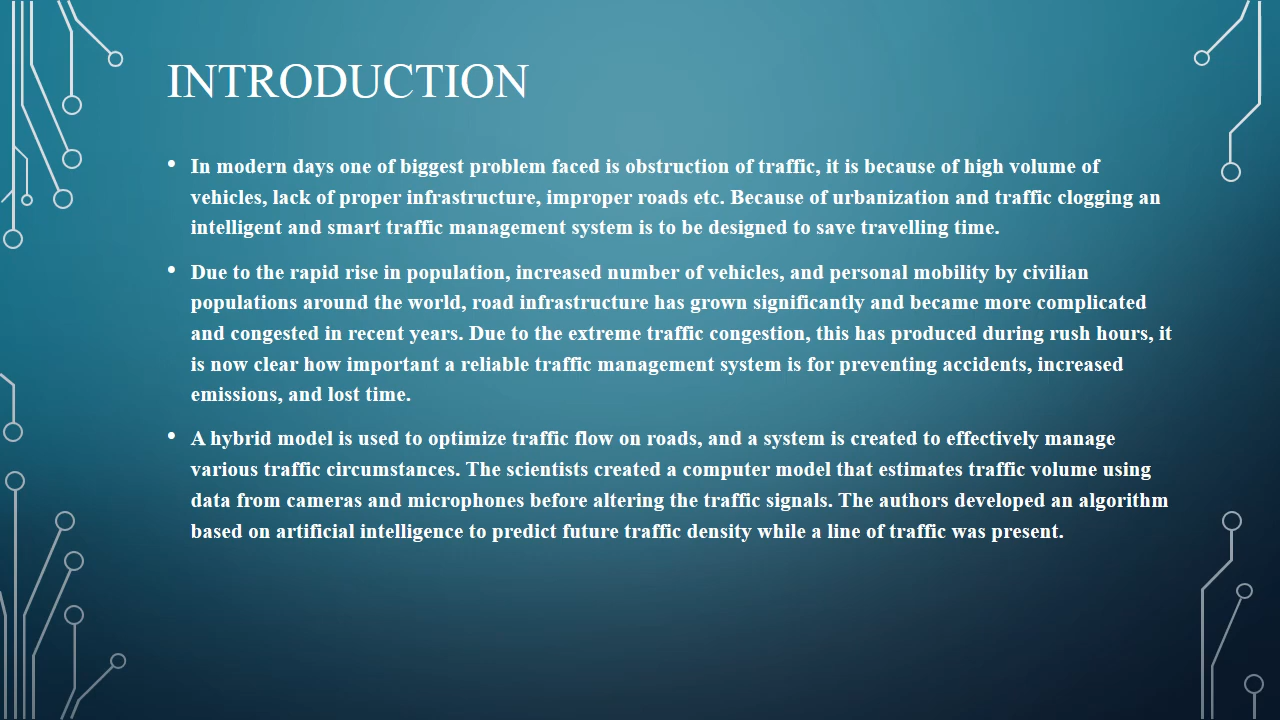 INTRODUCTION
• In modern days one of biggest problem faced is obstruction of traffic, it is because of high volume of
vehicles, lack of proper infrastructure, improper roads etc. Because of urbanization and traffic clogging an
intelligent and smart traffic management system is to be designed to save travelling time.
• Due to the rapid rise in population, increased number of vehicles, and personal mobility by civilian
populations around the world, road infrastructure has grown significantly and became more complicated
and congested in recent years. Due to the extreme traffic congestion, this has produced during rush hours, it
is now clear how important a reliable traffic management system is for preventing accidents, increased
emissions, and lost time.
• A hybrid model is used to optimize traffic flow on roads, and a system is created to effectively manage
various traffic circumstances. The scientists created a computer model that estimates traffic volume using
data from cameras and microphones before altering the traffic signals. The authors developed an algorithm
based on artificial intelligence to predict future traffic density while a line of traffic was present.